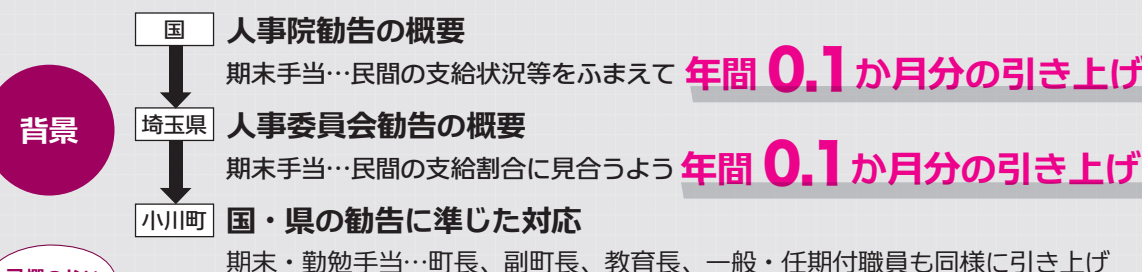 国 人事院勧告の概要
期末手当…民間の支給状況等をふまえて 年間 0.1 か月分の引き上げ
背景
埼玉県 人事委員会勧告の概要
期末手当…民間の支給割合に見合うよう 年間 0.1 か月分の引き上げ
小川町 国・県の勧告に準じた対応
期末・勤勉手当…町長、副町長、教育長、一般・任期付職員も同様に引き上げ